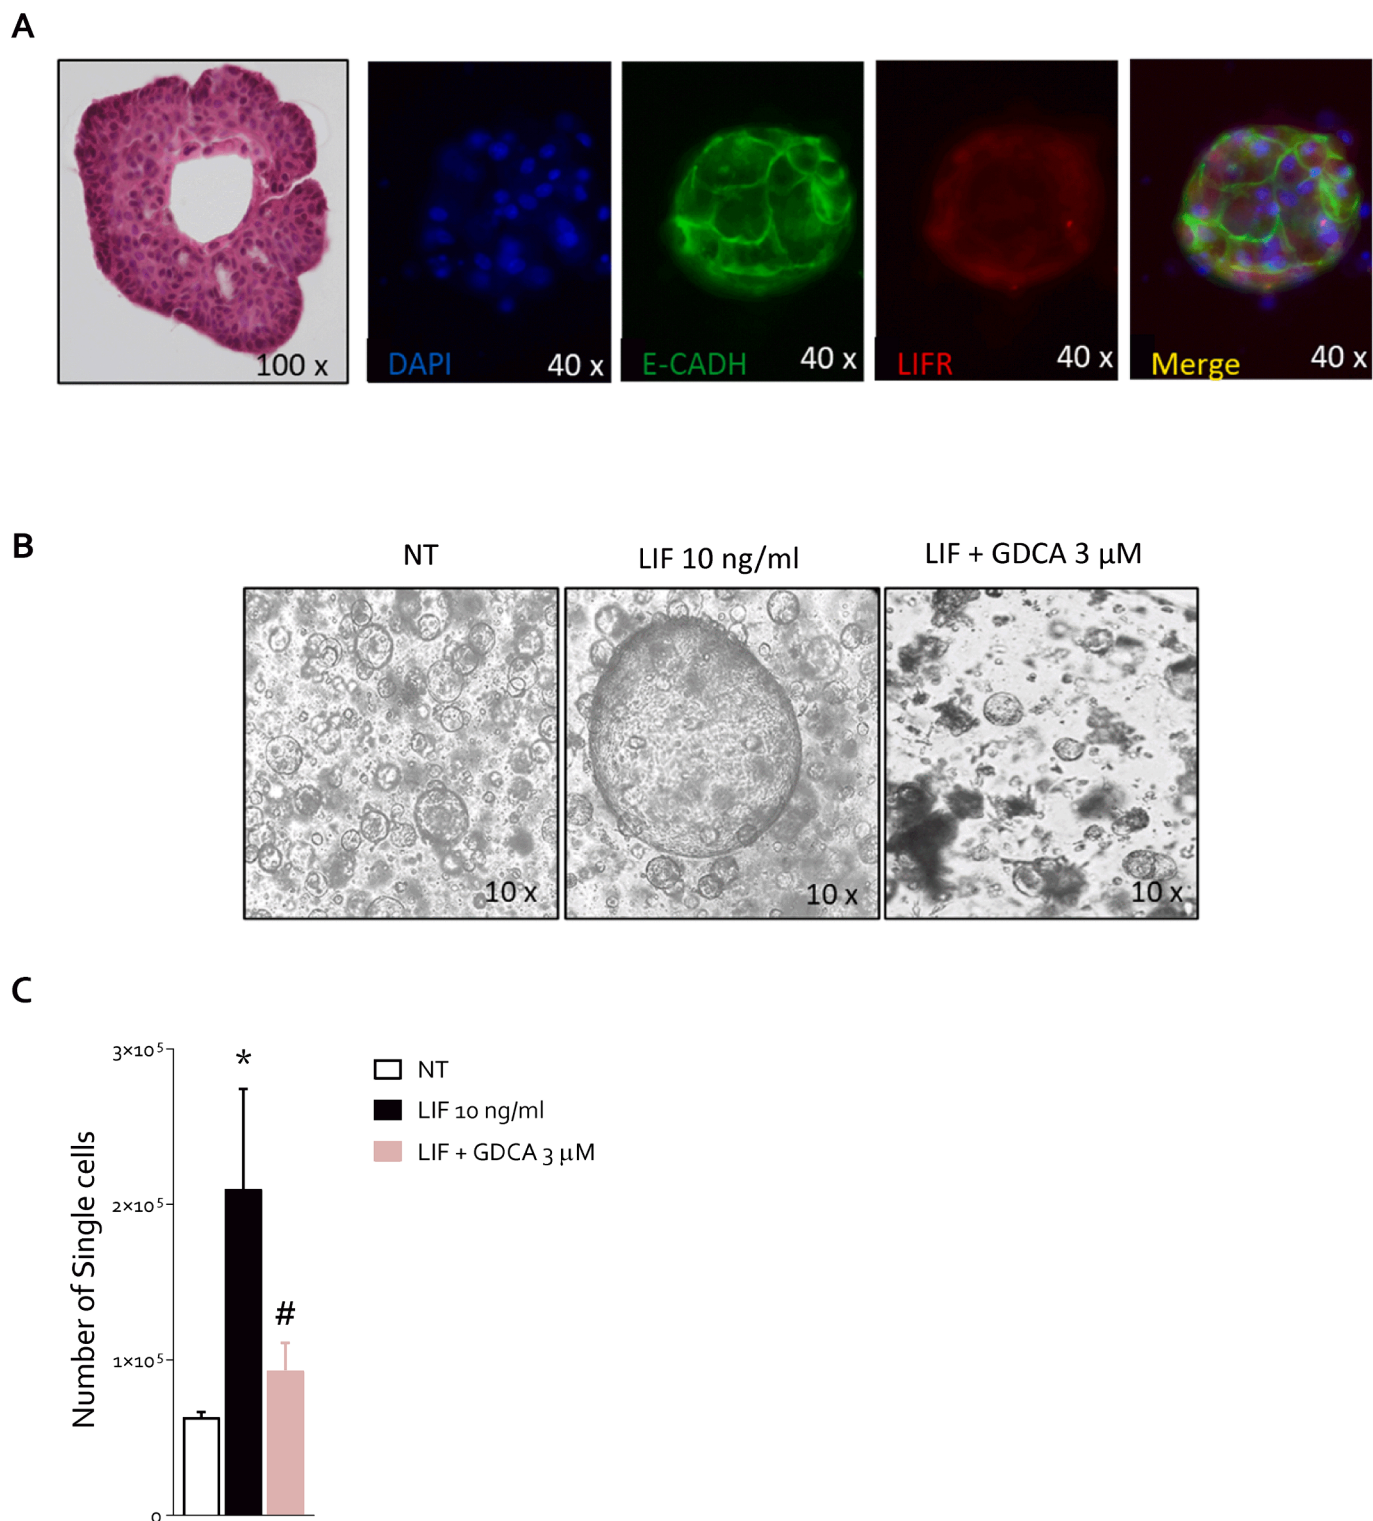 A
100 x
DAPI 40 x
E-CADH 40 x
LIFR 40 x
Merge 40 x
B
NT
LIF 10 ng/ml
LIF + GDCA 3 µM
10 x
10 x
10 x
C
3×10⁵
2×10⁵
1×10⁵
0
Number of Single cells
*
#
NT
LIF 10 ng/ml
LIF + GDCA 3 µM